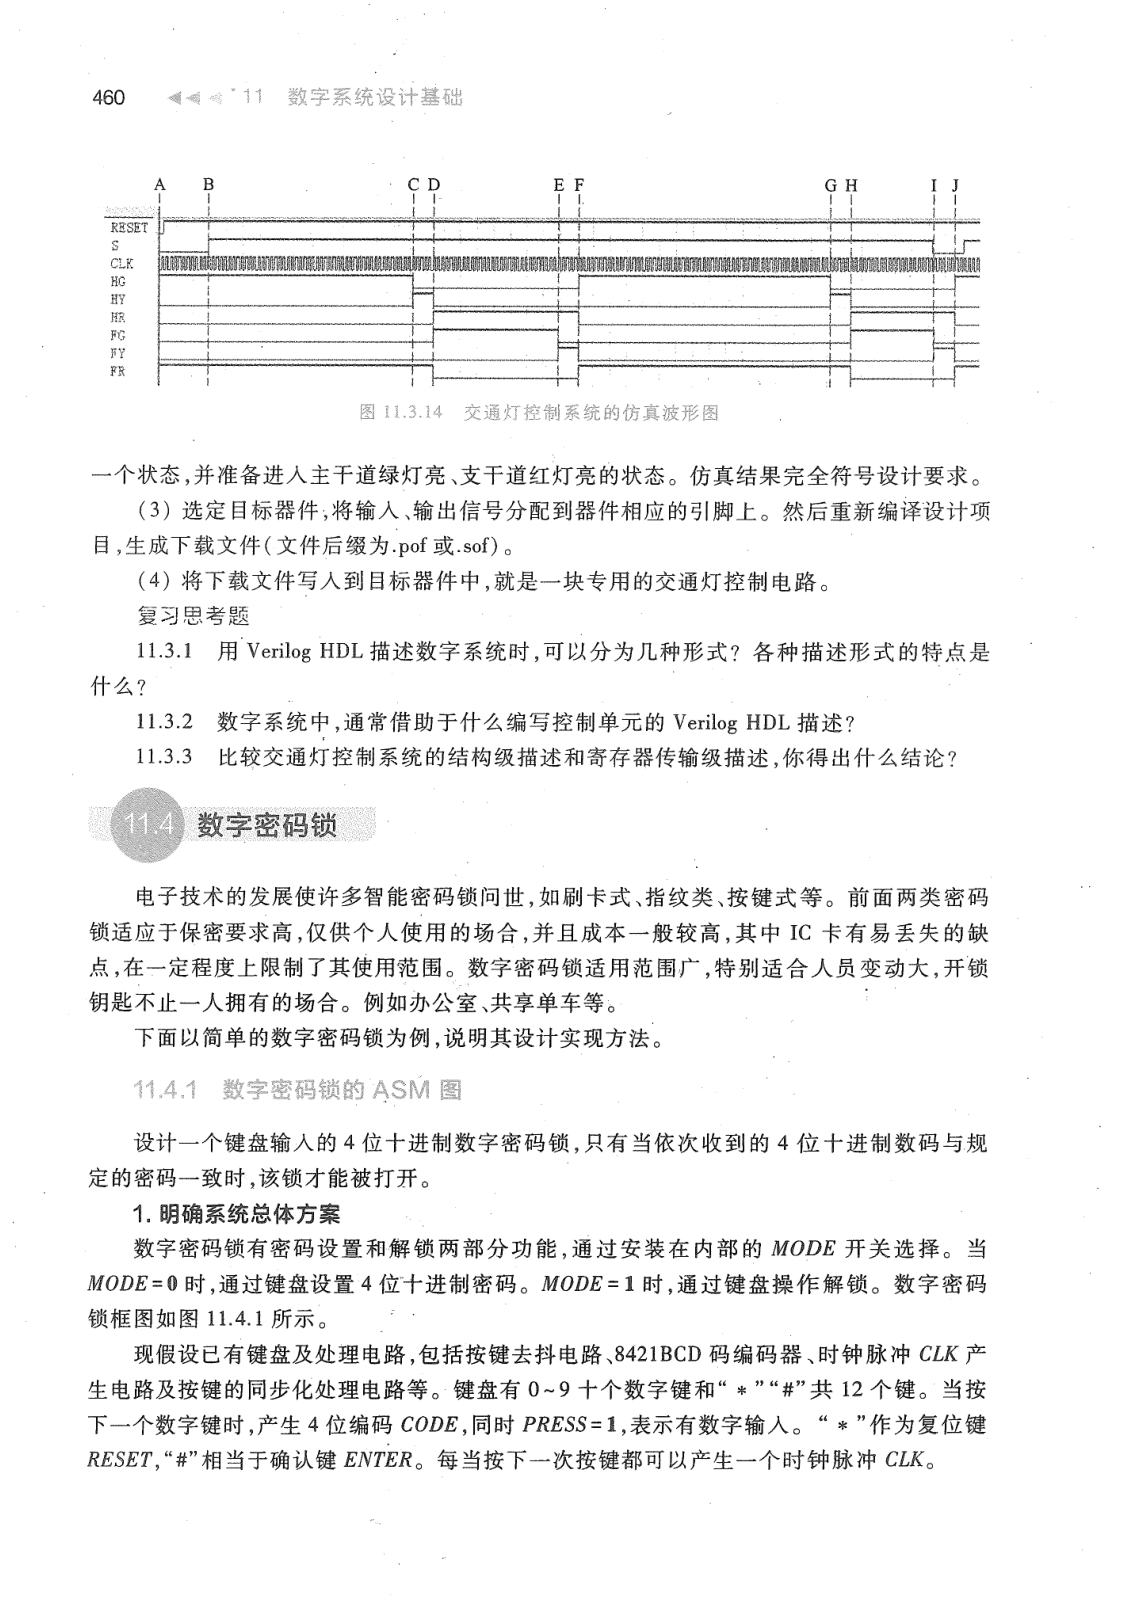 460 11 数字系统设计基础
A B C D E F G H I J
RESET
S
CLK
HG
HY
HR
FG
FY
FR
图 11.3.14 交通灯控制系统的仿真波形图
一个状态,并准备进入主干道绿灯亮、支干道红灯亮的状态。仿真结果完全符号设计要求。
(3) 选定目标器件,将输入、输出信号分配到器件相应的引脚上。然后重新编译设计项
目,生成下载文件(文件后缀为.pof 或.sof)。
(4) 将下载文件写入到目标器件中,就是一块专用的交通灯控制电路。
复习思考题
11.3.1 用 Verilog HDL 描述数字系统时,可以分为几种形式? 各种描述形式的特点是
什么?
11.3.2 数字系统中,通常借助于什么编写控制单元的 Verilog HDL 描述?
11.3.3 比较交通灯控制系统的结构级描述和寄存器传输级描述,你得出什么结论?
11.4 数字密码锁
电子技术的发展使许多智能密码锁问世,如刷卡式、指纹类、按键式等。前面两类密码
锁适应于保密要求高,仅供个人使用的场合,并且成本一般较高,其中 IC 卡有易丢失的缺
点,在一定程度上限制了其使用范围。数字密码锁适用范围广,特别适合人员变动大,开锁
钥匙不止一人拥有的场合。例如办公室、共享单车等。
下面以简单的数字密码锁为例,说明其设计实现方法。
11.4.1 数字密码锁的 ASM 图
设计一个键盘输入的 4 位十进制数字密码锁,只有当依次收到的 4 位十进制数码与规
定的密码一致时,该锁才能被打开。
1. 明确系统总体方案
数字密码锁有密码设置和解锁两部分功能,通过安装在内部的 MODE 开关选择。当
MODE=0 时,通过键盘设置 4 位十进制密码。MODE=1 时,通过键盘操作解锁。数字密码
锁框图如图 11.4.1 所示。
现假设已有键盘及处理电路,包括按键去抖电路、8421BCD 码编码器、时钟脉冲 CLK 产
生电路及按键的同步化处理电路等。键盘有 0~9 十个数字键和“*”“#”共 12 个键。当按
下一个数字键时,产生 4 位编码 CODE,同时 PRESS=1,表示有数字输入。“*”作为复位键
RESET,“#”相当于确认键 ENTER。每当按下一次按键都可以产生一个时钟脉冲 CLK。